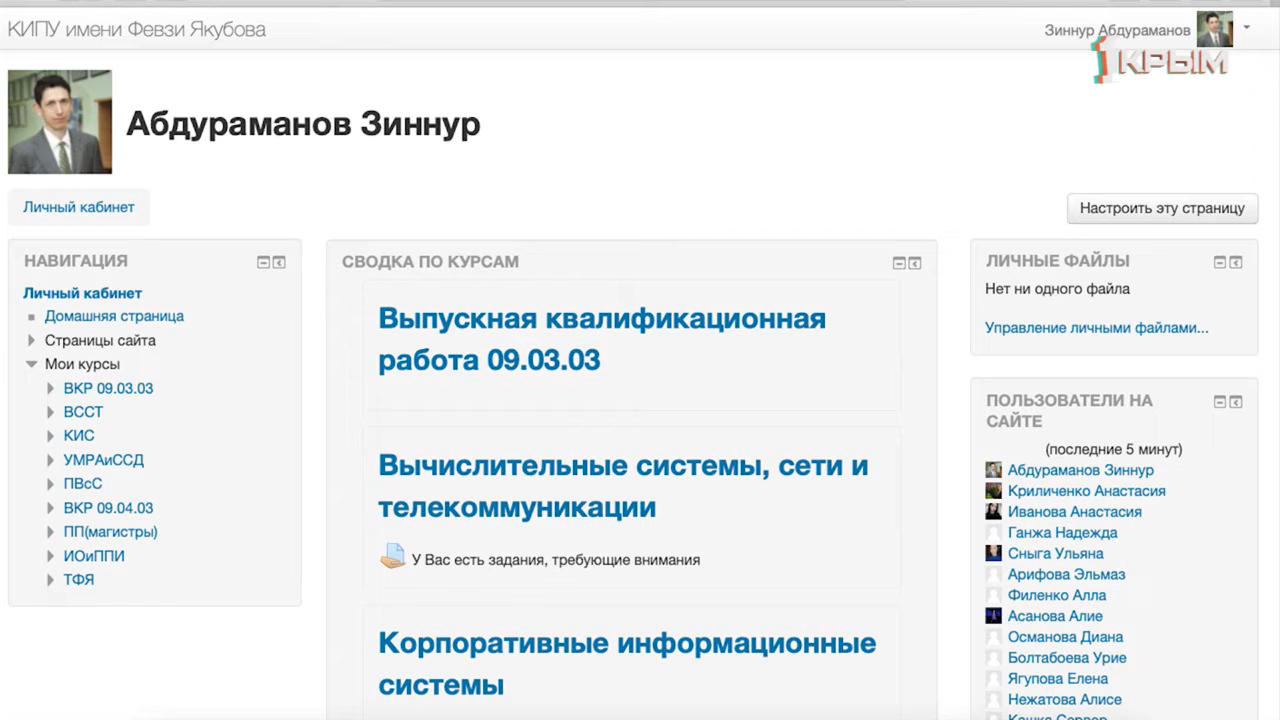 КИПУ имени Февзи Якубова
Зиннур Абдураманов
КРЫМ
Абдураманов Зиннур
Личный кабинет
Настроить эту страницу
НАВИГАЦИЯ
Личный кабинет
Домашняя страница
Страницы сайта
Мои курсы
ВКР 09.03.03
ВССТ
КИС
УМРАиССД
ПВсС
ВКР 09.04.03
ПП(магистры)
ИОиППИ
ТФЯ
СВОДКА ПО КУРСАМ
Выпускная квалификационная
работа 09.03.03
Вычислительные системы, сети и
телекоммуникации
У Вас есть задания, требующие внимания
Корпоративные информационные
системы
ЛИЧНЫЕ ФАЙЛЫ
Нет ни одного файла
Управление личными файлами...
ПОЛЬЗОВАТЕЛИ НА
САЙТЕ
(последние 5 минут)
Абдураманов Зиннур
Криличенко Анастасия
Иванова Анастасия
Ганжа Надежда
Сныга Ульяна
Арифова Эльмаз
Филенко Алла
Асанова Алие
Османова Диана
Болтабоева Урие
Ягупова Елена
Нежатова Алисе
Кашка Сервер